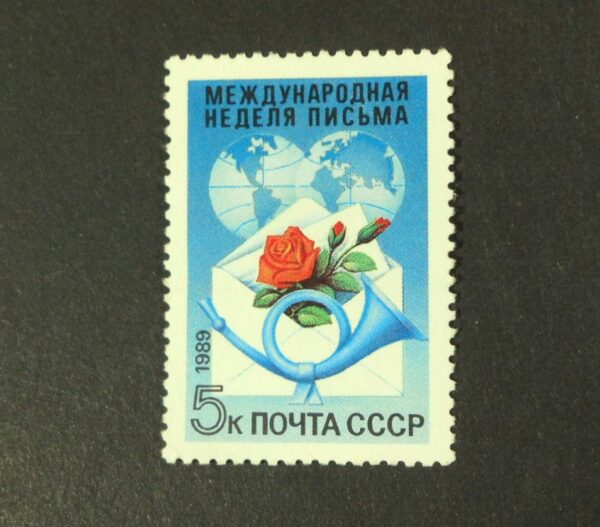 МЕЖДУНАРОДНАЯ
НЕДЕЛЯ ПИСЬМА
1989
5к ПОЧТА СССР